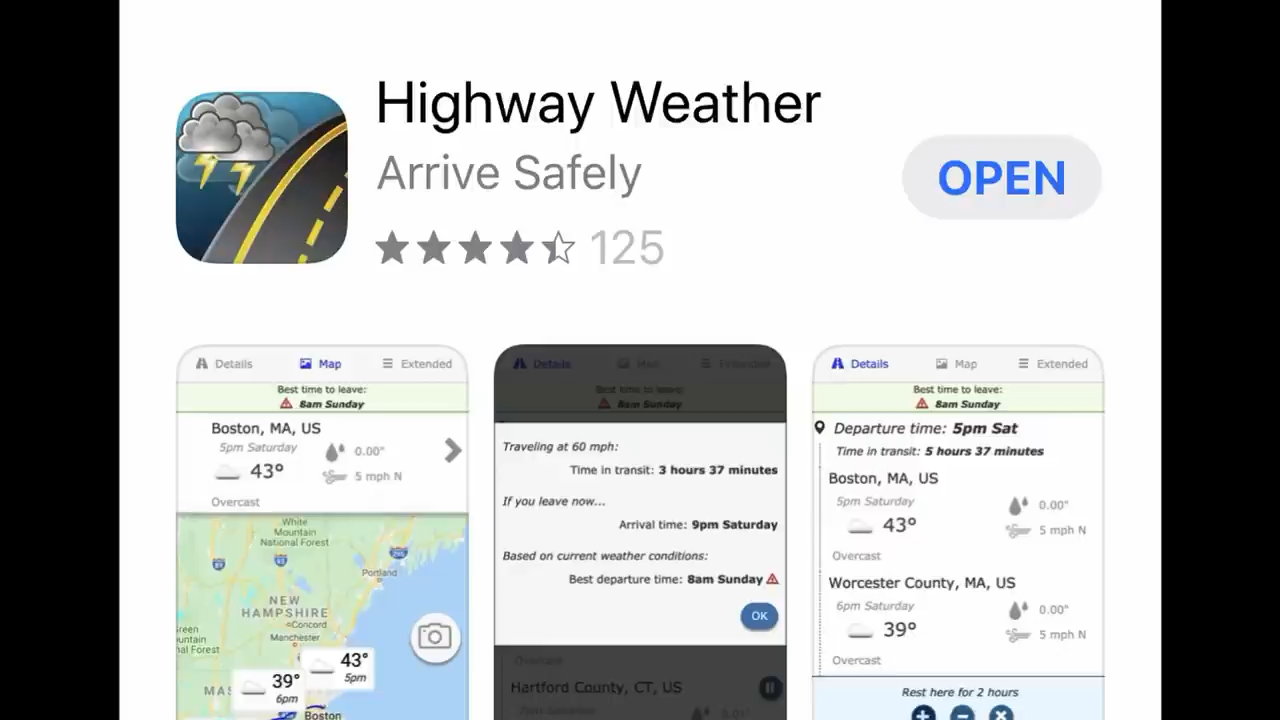 Highway Weather
Arrive Safely
OPEN
125
Details Map Extended
Best time to leave:
8am Sunday
Boston, MA, US
5pm Saturday
0.00"
43°
5 mph N
Overcast
White
Mountain
National Forest
89
93
295
Portland
NEW
HAMPSHIRE
Concord
Manchester
43°
5pm
39°
6pm
MAS
Boston
Details Map Extended
Best time to leave:
8am Sunday
Traveling at 60 mph:
Time in transit: 3 hours 37 minutes
If you leave now...
Arrival time: 9pm Saturday
Based on current weather conditions:
Best departure time: 8am Sunday
OK
Overcast
Hartford County, CT, US
Details Map Extended
Best time to leave:
8am Sunday
Departure time: 5pm Sat
Time in transit: 5 hours 37 minutes
Boston, MA, US
5pm Saturday
0.00"
43°
5 mph N
Overcast
Worcester County, MA, US
6pm Saturday
0.00"
39°
5 mph N
Overcast
Rest here for 2 hours